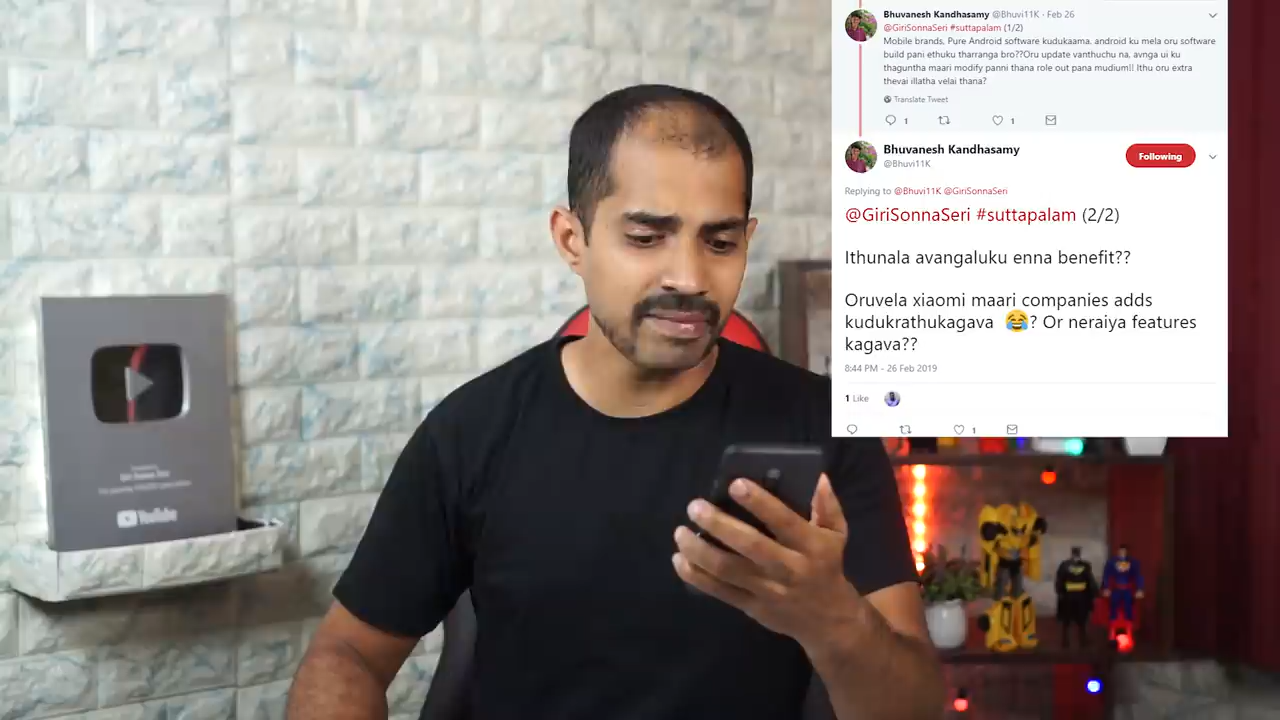 Bhuvanesh Kandhasamy @Bhuvi11K · Feb 26
@GiriSonnaSeri #suttapalam (1/2)
Mobile brands, Pure Android software kudukaama. android ku mela oru software
build pani ethuku tharranga bro??Oru update vanthuchu na, avnga ui ku
thaguntha maari modify panni thana role out pana mudium!! Ithu oru extra
thevai illatha velai thana?
Translate Tweet
1 1
Bhuvanesh Kandhasamy
@Bhuvi11K
Following
Replying to @Bhuvi11K @GiriSonnaSeri
@GiriSonnaSeri #suttapalam (2/2)
Ithunala avangaluku enna benefit??
Oruvela xiaomi maari companies adds
kudukrathukagava 😂? Or neraiya features
kagava??
8:44 PM - 26 Feb 2019
1 Like
1
YouTube